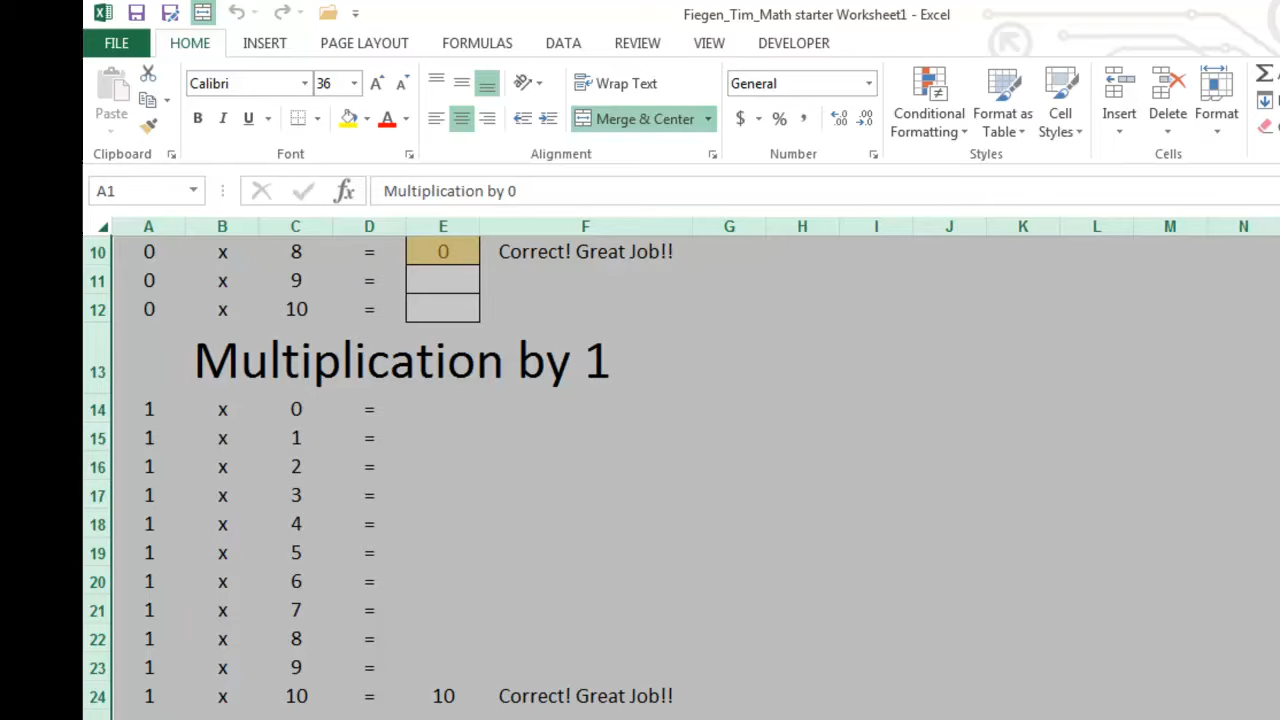 Fiegen_Tim_Math starter Worksheet1 - Excel
FILE HOME INSERT PAGE LAYOUT FORMULAS DATA REVIEW VIEW DEVELOPER
Calibri 36 Wrap Text General
Paste B I U A Merge & Center $ % , Conditional Formatting Format as Table Cell Styles Insert Delete Format
Clipboard Font Alignment Number Styles Cells
A1 fx Multiplication by 0
A B C D E F G H I J K L M N
10 0 x 8 = 0 Correct! Great Job!!
11 0 x 9 =
12 0 x 10 =
13 Multiplication by 1
14 1 x 0 =
15 1 x 1 =
16 1 x 2 =
17 1 x 3 =
18 1 x 4 =
19 1 x 5 =
20 1 x 6 =
21 1 x 7 =
22 1 x 8 =
23 1 x 9 =
24 1 x 10 = 10 Correct! Great Job!!